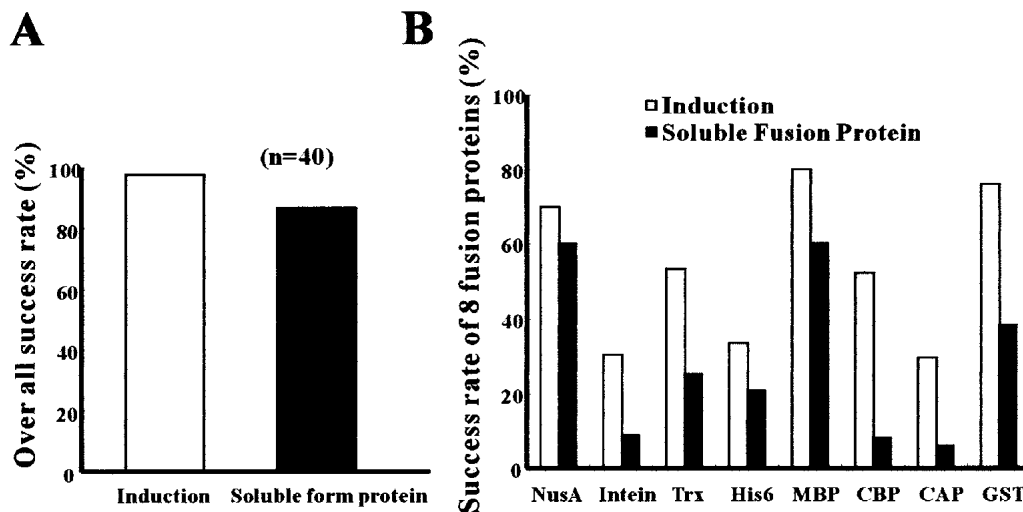 A
Over all success rate (%)
(n=40)
100
80
60
40
20
0
Induction Soluble form protein
B
Success rate of 8 fusion proteins (%)
100
80
60
40
20
0
Induction
Soluble Fusion Protein
NusA Intein Trx His6 MBP CBP CAP GST